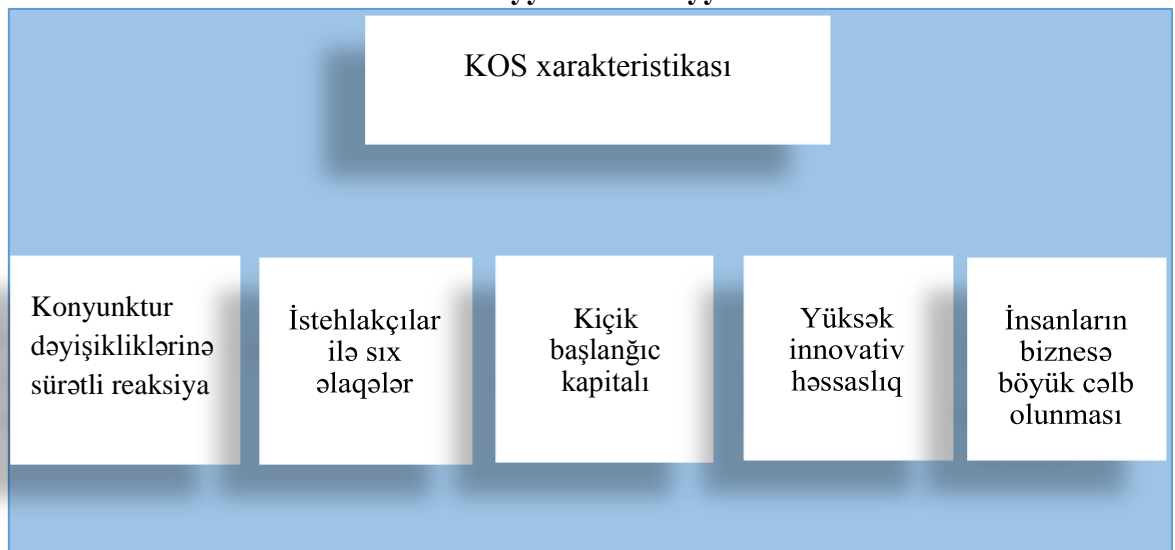 KOS xarakteristikası
Konyunktur
dəyişikliklərinə
sürətli reaksiya
İstehlakçılar
ilə sıx
əlaqələr
Kiçik
başlanğıc
kapitalı
Yüksək
innovativ
həssaslıq
İnsanların
biznesə
böyük cəlb
olunması